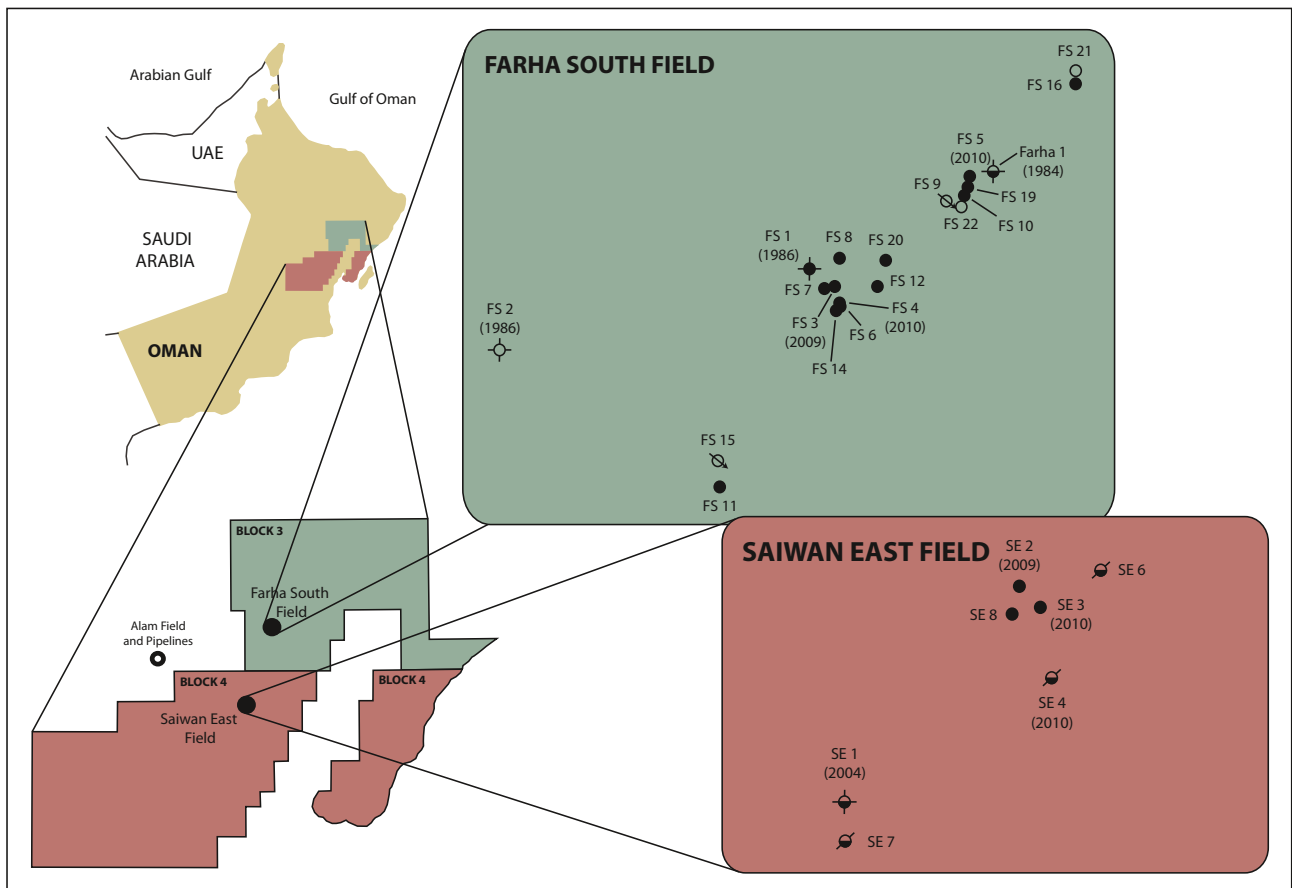 Arabian Gulf
Gulf of Oman
UAE
SAUDI
ARABIA
OMAN
FARHA SOUTH FIELD
FS 21
FS 16
FS 5
(2010)
Farha 1
(1984)
FS 9
FS 19
FS 22
FS 10
FS 1
(1986)
FS 8
FS 20
FS 7
FS 12
FS 3
(2009)
FS 4
(2010)
FS 6
FS 14
FS 2
(1986)
FS 15
FS 11
BLOCK 3
Farha South
Field
Alam Field
and Pipelines
BLOCK 4
BLOCK 4
Saiwan East
Field
SAIWAN EAST FIELD
SE 2
(2009)
SE 6
SE 8
SE 3
(2010)
SE 4
(2010)
SE 1
(2004)
SE 7